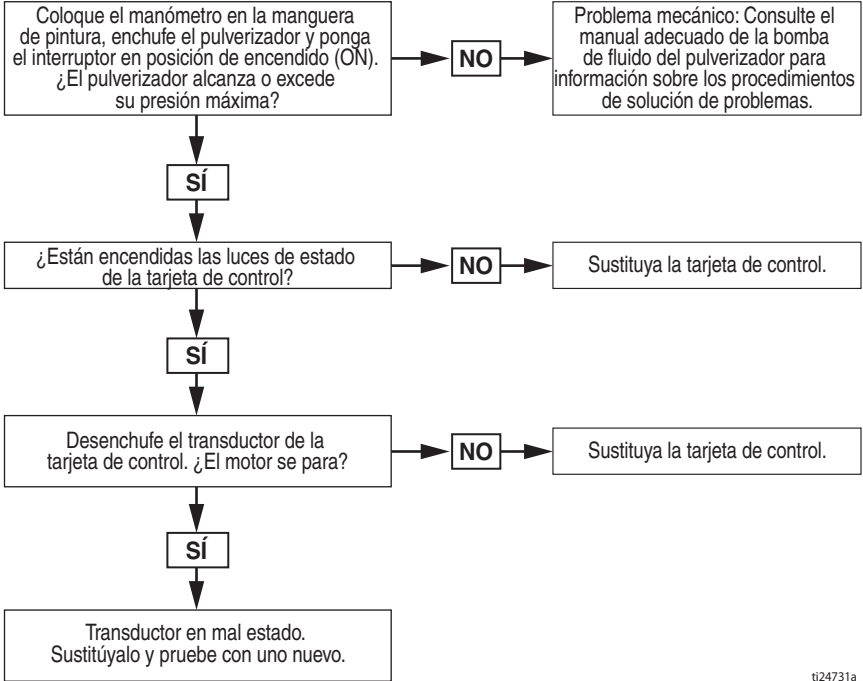 Coloque el manómetro en la manguera
de pintura, enchufe el pulverizador y ponga
el interruptor en posición de encendido (ON).
¿El pulverizador alcanza o excede
su presión máxima?
NO
Problema mecánico: Consulte el
manual adecuado de la bomba
de fluido del pulverizador para
información sobre los procedimientos
de solución de problemas.
SÍ
¿Están encendidas las luces de estado
de la tarjeta de control?
NO
Sustituya la tarjeta de control.
SÍ
Desenchufe el transductor de la
tarjeta de control. ¿El motor se para?
NO
Sustituya la tarjeta de control.
SÍ
Transductor en mal estado.
Sustitúyalo y pruebe con uno nuevo.
ti24731a